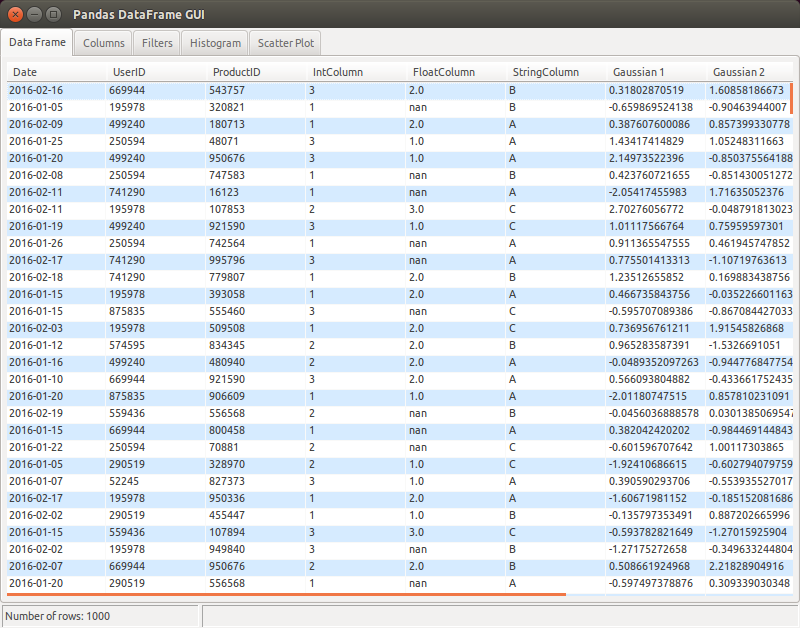 Pandas DataFrame GUI
Data Frame Columns Filters Histogram Scatter Plot
Date UserID ProductID IntColumn FloatColumn StringColumn Gaussian 1 Gaussian 2
2016-02-16 669944 543757 3 2.0 B 0.31802870519 1.60858186673
2016-01-05 195978 320821 1 nan B -0.659869524138 -0.90463944007
2016-02-09 499240 180713 1 2.0 A 0.387607600086 0.857399330778
2016-01-25 250594 48071 3 1.0 A 1.43417414829 1.05248311663
2016-01-20 499240 950676 3 1.0 A 2.14973522396 -0.850375564188
2016-02-08 250594 747583 1 nan B 0.423760721655 -0.851430051272
2016-02-11 741290 16123 1 nan A -2.05417455983 1.71635052376
2016-02-11 195978 107853 2 3.0 C 2.70276056772 -0.048791813023
2016-01-19 499240 921590 3 1.0 C 1.01117566764 0.75959597301
2016-01-26 250594 742564 1 nan A 0.911365547555 0.461945747852
2016-02-17 741290 995796 3 nan A 0.775501413313 -1.10719763613
2016-02-18 741290 779807 1 2.0 B 1.23512655852 0.169883438756
2016-01-15 195978 393058 1 2.0 A 0.466735843756 -0.035226601163
2016-01-15 875835 555460 3 nan C -0.595707089386 -0.867084427033
2016-02-03 195978 509508 1 2.0 C 0.736956761211 1.91545826868
2016-01-12 574595 834345 2 2.0 B 0.965283587391 -1.5326691051
2016-01-16 499240 480940 2 2.0 A -0.0489352097263 -0.944776847754
2016-01-10 669944 921590 3 2.0 A 0.566093804882 -0.433661752435
2016-01-20 875835 906609 1 1.0 A -2.01180747515 0.857810231091
2016-02-19 559436 556568 2 nan B -0.0456036888578 0.0301385069547
2016-01-15 669944 800458 1 nan A 0.382042420202 -0.984469144843
2016-01-22 250594 70881 2 nan C -0.601596707642 1.00117303865
2016-01-05 290519 328970 2 1.0 C -1.92410686615 -0.602794079759
2016-01-07 52245 827373 3 1.0 A 0.390590293706 -0.553935527017
2016-02-17 195978 950336 1 2.0 A -1.60671981152 -0.185152081686
2016-02-02 290519 455447 1 1.0 B -0.135797353491 0.887202665996
2016-01-15 559436 107894 3 3.0 C -0.593782821649 -1.27015925904
2016-02-02 195978 949840 3 nan B -1.27175272658 -0.349633244804
2016-02-07 669944 950676 2 2.0 B 0.508661924968 2.21828904916
2016-01-20 290519 556568 1 nan A -0.597497378876 0.309339030348
Number of rows: 1000